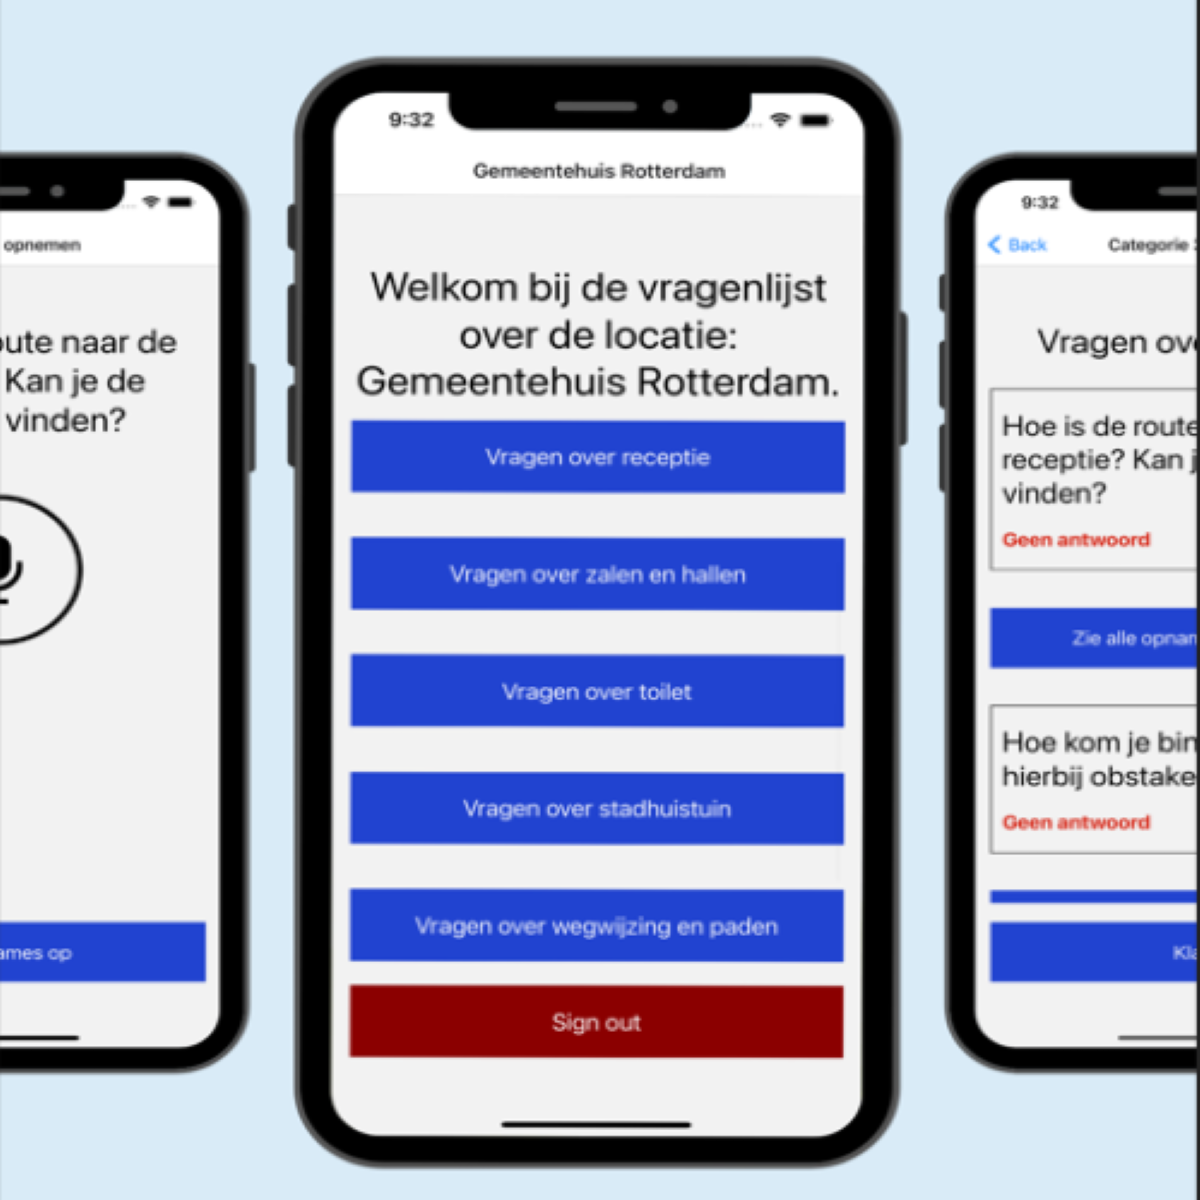 opnemen
oute naar de
Kan je de
vinden?
ames op
9:32
Gemeentehuis Rotterdam
Welkom bij de vragenlijst
over de locatie:
Gemeentehuis Rotterdam.
Vragen over receptie
Vragen over zalen en hallen
Vragen over toilet
Vragen over stadhuistuin
Vragen over wegwijzing en paden
Sign out
9:32
Back
Categorie
Vragen ov
Hoe is de route
receptie? Kan j
vinden?
Geen antwoord
Zie alle opnan
Hoe kom je bin
hierbij obstake
Geen antwoord
Kla